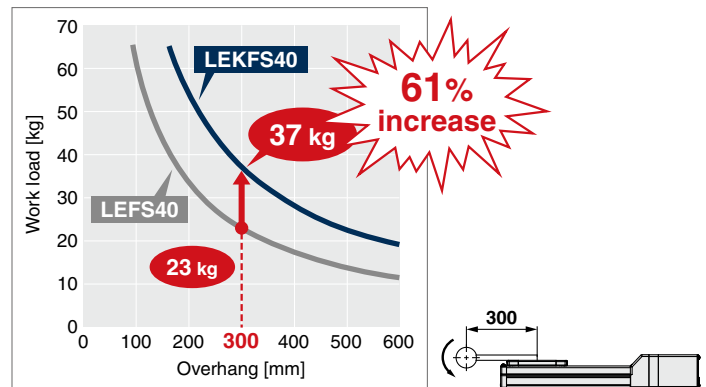 70
60
50
40
30
20
10
0
Work load [kg]
LEKFS40
LEFS40
37 kg
23 kg
61%
increase
0 100 200 300 400 500 600
Overhang [mm]
300